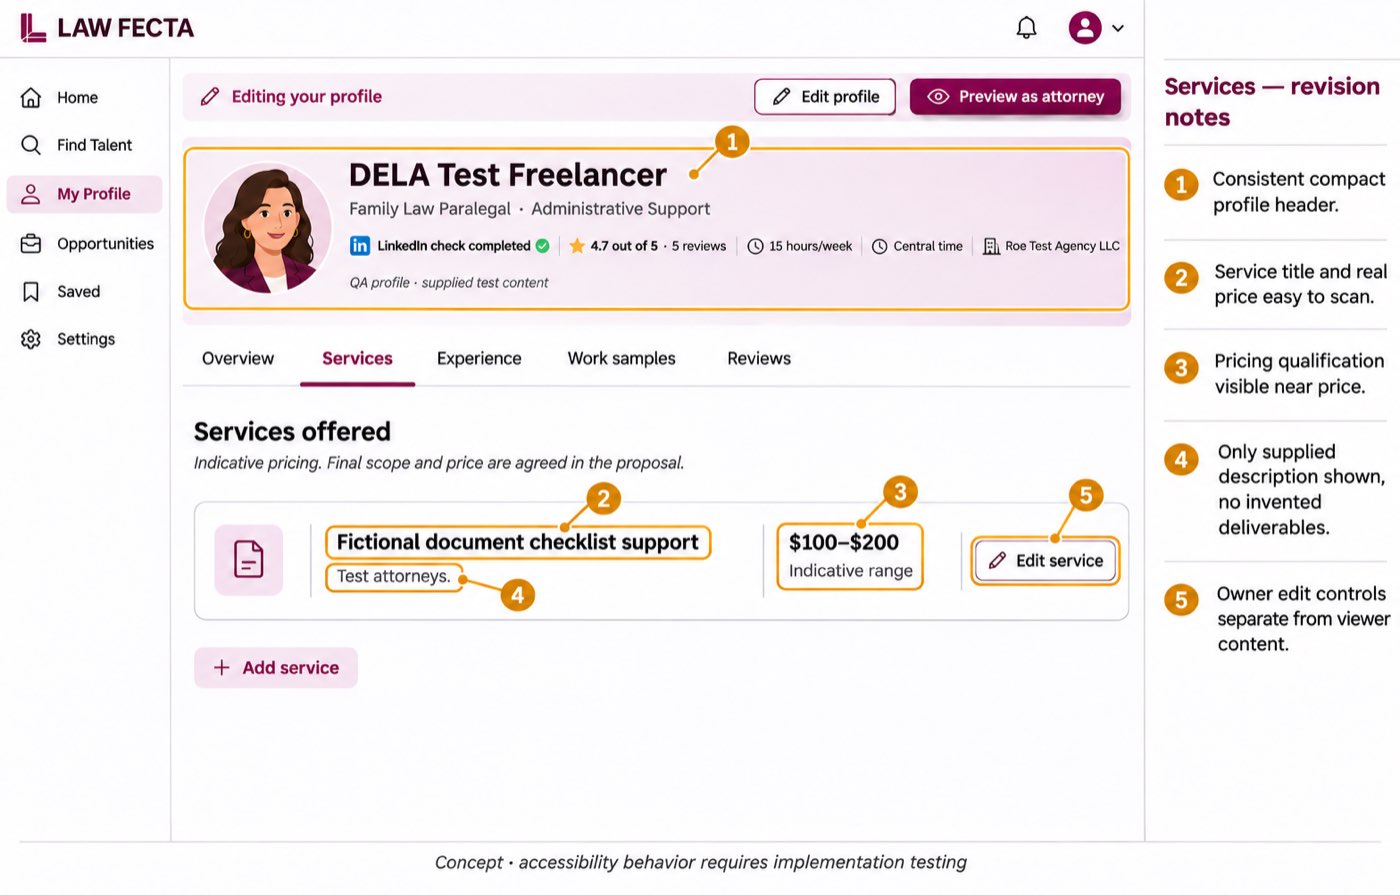 LAW FECTA
Home
Find Talent
My Profile
Opportunities
Saved
Settings
Editing your profile
Edit profile
Preview as attorney
1
DELA Test Freelancer
Family Law Paralegal · Administrative Support
in LinkedIn check completed
4.7 out of 5 · 5 reviews
15 hours/week
Central time
Roe Test Agency LLC
QA profile · supplied test content
Overview
Services
Experience
Work samples
Reviews
Services offered
Indicative pricing. Final scope and price are agreed in the proposal.
2
Fictional document checklist support
Test attorneys.
4
3
$100–$200
Indicative range
5
Edit service
+ Add service
Services — revision
notes
1
Consistent compact
profile header.
2
Service title and real
price easy to scan.
3
Pricing qualification
visible near price.
4
Only supplied
description shown,
no invented
deliverables.
5
Owner edit controls
separate from viewer
content.
Concept · accessibility behavior requires implementation testing